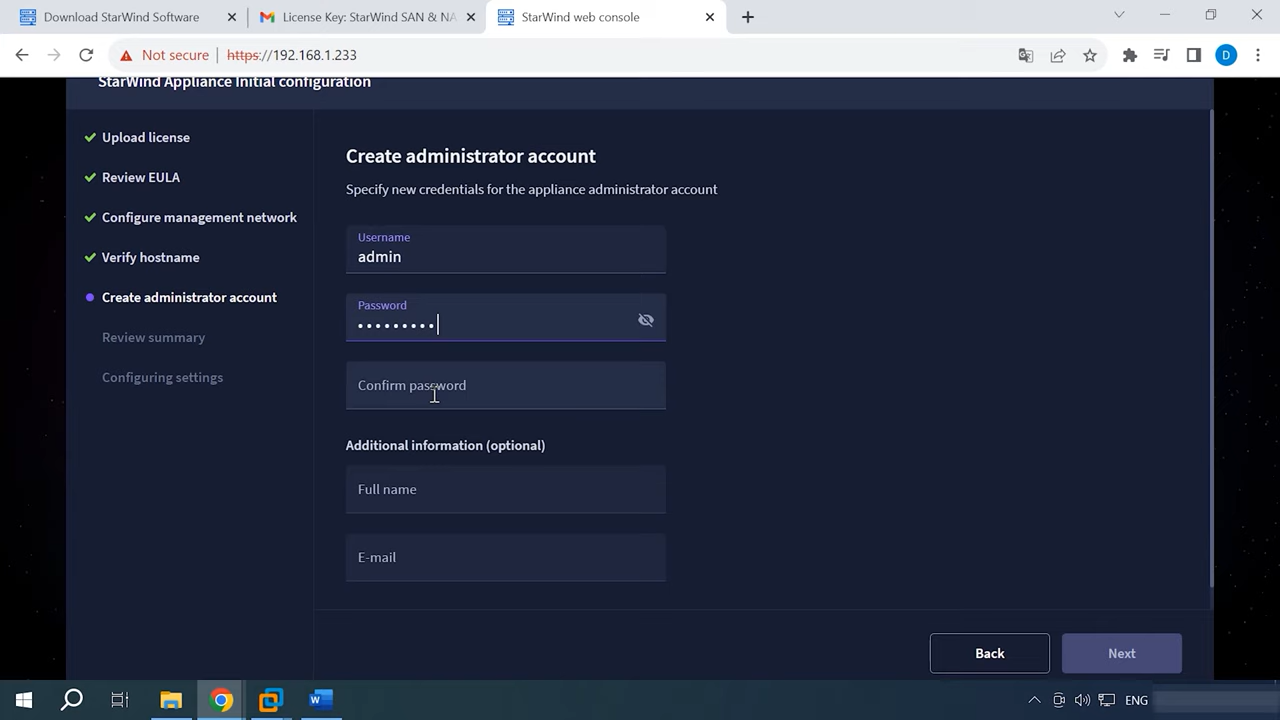 Download StarWind Software
License Key: StarWind SAN & NA
StarWind web console
Not secure
https://192.168.1.233
D
StarWind Appliance Initial configuration
Upload license
Review EULA
Configure management network
Verify hostname
Create administrator account
Review summary
Configuring settings
Create administrator account
Specify new credentials for the appliance administrator account
Username
admin
Password
•••••••••
Confirm password
Additional information (optional)
Full name
E-mail
Back
Next
ENG